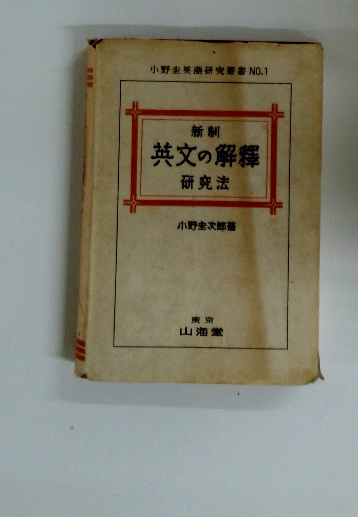 小野圭英語研究叢書 NO.1
新制
英文の解釋
研究法
小野圭次郎著
東京
山海堂